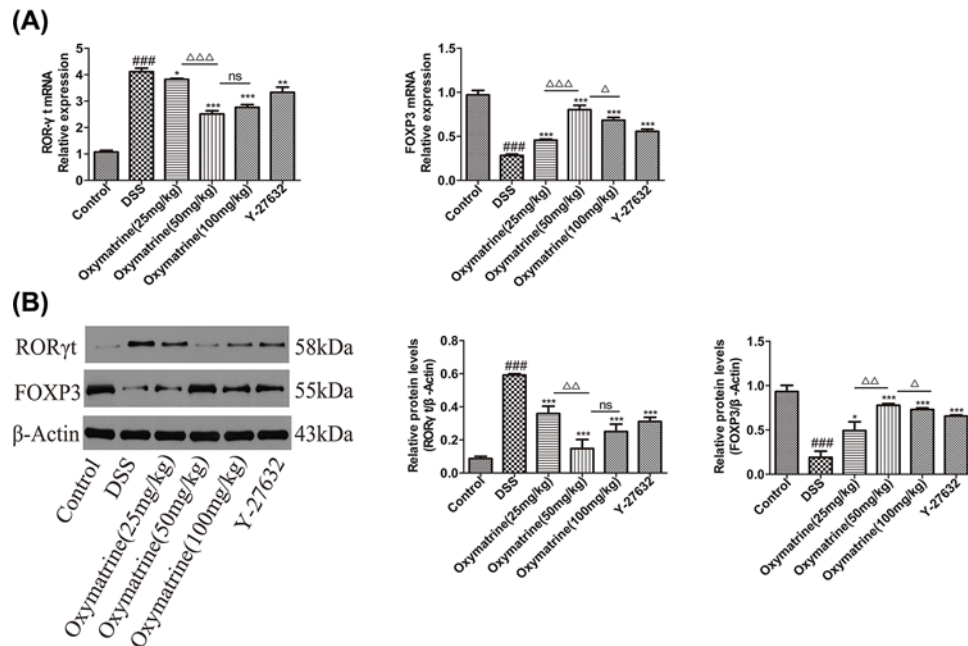 (A)
ROR-γ t mRNA
Relative expression
5
4
3
2
1
0
###
*
△△△
***
ns
***
**
Control
DSS
Oxymatrine(25mg/kg)
Oxymatrine(50mg/kg)
Oxymatrine(100mg/kg)
Y-27632
FOXP3 mRNA
Relative expression
1.5
1.0
0.5
0.0
###
***
△△△
***
△
***
***
Control
DSS
Oxymatrine(25mg/kg)
Oxymatrine(50mg/kg)
Oxymatrine(100mg/kg)
Y-27632
(B)
RORγt
58kDa
FOXP3
55kDa
β-Actin
43kDa
Control
DSS
Oxymatrine(25mg/kg)
Oxymatrine(50mg/kg)
Oxymatrine(100mg/kg)
Y-27632
Relative protein levels
(RORγ t/β-Actin)
0.8
0.6
0.4
0.2
0.0
###
***
△△
***
ns
***
***
Control
DSS
Oxymatrine(25mg/kg)
Oxymatrine(50mg/kg)
Oxymatrine(100mg/kg)
Y-27632
Relative protein levels
(FOXP3/β -Actin)
1.5
1.0
0.5
0.0
###
*
△△
***
△
***
***
Control
DSS
Oxymatrine(25mg/kg)
Oxymatrine(50mg/kg)
Oxymatrine(100mg/kg)
Y-27632